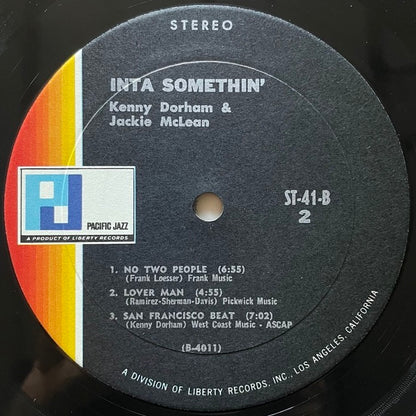 STEREO
INTA SOMETHIN'
Kenny Dorham &
Jackie McLean
PJ
PACIFIC JAZZ
A PRODUCT OF LIBERTY RECORDS
ST-41-B
2
1. NO TWO PEOPLE (6:55)
(Frank Loesser) Frank Music
2. LOVER MAN (4:55)
(Ramirez-Sherman-Davis) Pickwick Music
3. SAN FRANCISCO BEAT (7:02)
(Kenny Dorham) West Coast Music - ASCAP
(B-4011)
A DIVISION OF LIBERTY RECORDS, INC., LOS ANGELES, CALIFORNIA